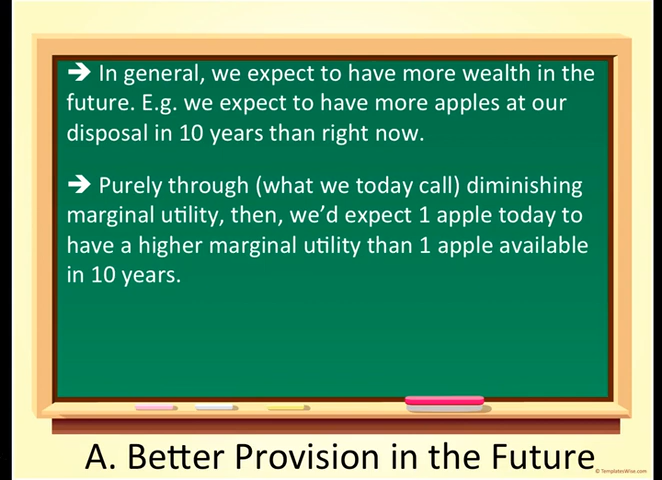 ➔ In general, we expect to have more wealth in the
future. E.g. we expect to have more apples at our
disposal in 10 years than right now.
➔ Purely through (what we today call) diminishing
marginal utility, then, we’d expect 1 apple today to
have a higher marginal utility than 1 apple available
in 10 years.
A. Better Provision in the Future
© TemplatesWise.com